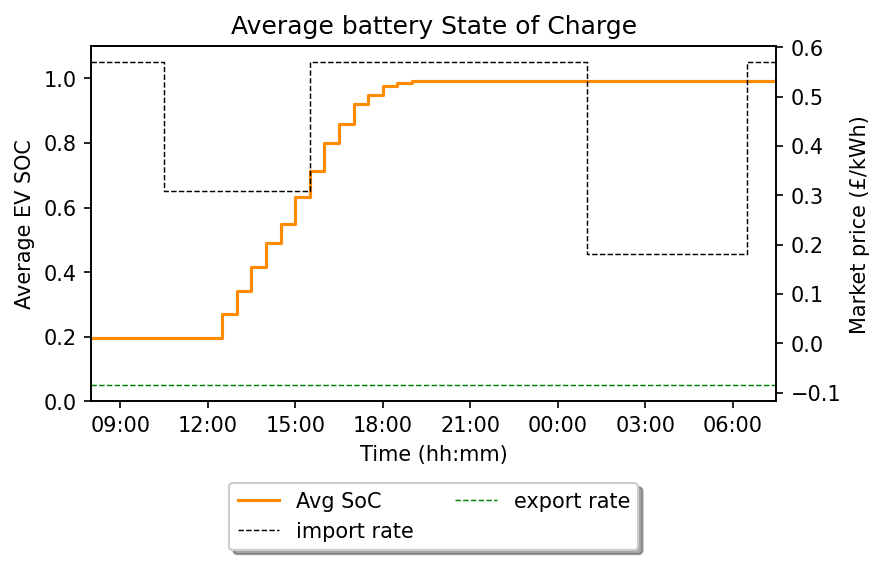 Average battery State of Charge
Average EV SOC
1.0
0.8
0.6
0.4
0.2
0.0
0.6
0.5
0.4
0.3
0.2
0.1
0.0
−0.1
Market price (£/kWh)
09:00 12:00 15:00 18:00 21:00 00:00 03:00 06:00
Time (hh:mm)
Avg SoC export rate
import rate